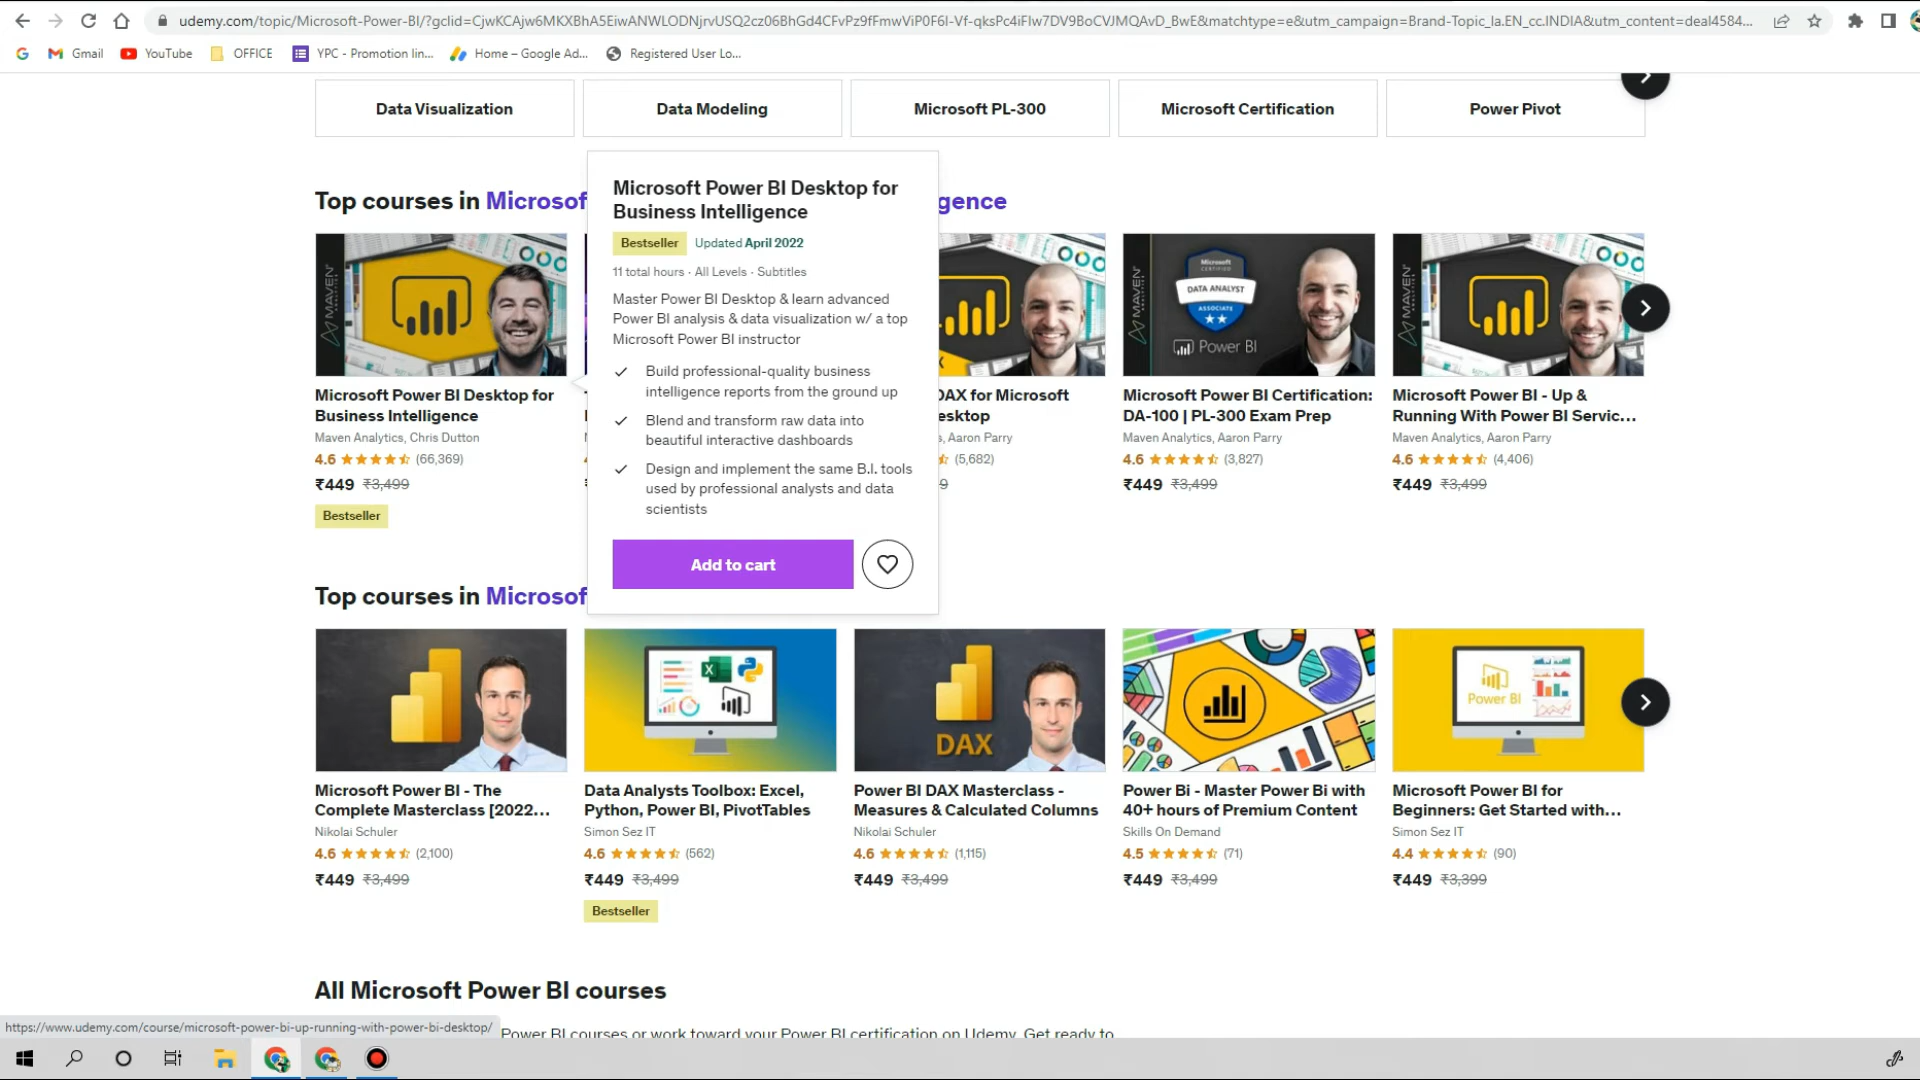 udemy.com/topic/Microsoft-Power-BI/?gclid=CjwKCAjw6MKXBhA5EiwANWLODNjrvUSQ2cz06BhGd4CFvPz9fFmwViP0F6I-Vf-qksPc4iFIw7DV9BoCVJMQAvD_BwE&matchtype=e&utm_campaign=Brand-Topic_la.EN_cc.INDIA&utm_content=deal4584...
Gmail YouTube OFFICE YPC - Promotion lin... Home – Google Ad... Registered User Lo...
Data Visualization Data Modeling Microsoft PL-300 Microsoft Certification Power Pivot
Top courses in Microsof gence
Microsoft Power BI Desktop for
Business Intelligence
Bestseller Updated April 2022
11 total hours · All Levels · Subtitles
Master Power BI Desktop & learn advanced
Power BI analysis & data visualization w/ a top
Microsoft Power BI instructor
Build professional-quality business
intelligence reports from the ground up
Blend and transform raw data into
beautiful interactive dashboards
Design and implement the same B.I. tools
used by professional analysts and data
scientists
Add to cart
MAVEN
Microsoft Power BI Desktop for
Business Intelligence
Maven Analytics, Chris Dutton
4.6 (66,369)
₹449 ₹3,499
Bestseller
DAX for Microsoft
esktop
s, Aaron Parry
(5,682)
9
MAVEN
Microsoft
CERTIFIED
DATA ANALYST
ASSOCIATE
Power BI
Microsoft Power BI Certification:
DA-100 | PL-300 Exam Prep
Maven Analytics, Aaron Parry
4.6 (3,827)
₹449 ₹3,499
MAVEN
Microsoft Power BI - Up &
Running With Power BI Servic...
Maven Analytics, Aaron Parry
4.6 (4,406)
₹449 ₹3,499
Top courses in Microsof
Microsoft Power BI - The
Complete Masterclass [2022...
Nikolai Schuler
4.6 (2,100)
₹449 ₹3,499
Data Analysts Toolbox: Excel,
Python, Power BI, PivotTables
Simon Sez IT
4.6 (562)
₹449 ₹3,499
Bestseller
DAX
Power BI DAX Masterclass -
Measures & Calculated Columns
Nikolai Schuler
4.6 (1,115)
₹449 ₹3,499
Power Bi - Master Power Bi with
40+ hours of Premium Content
Skills On Demand
4.5 (71)
₹449 ₹3,499
Power BI
Microsoft Power BI for
Beginners: Get Started with...
Simon Sez IT
4.4 (90)
₹449 ₹3,399
All Microsoft Power BI courses
Power BI courses or work toward your Power BI certification on Udemy. Get ready to
https://www.udemy.com/course/microsoft-power-bi-up-running-with-power-bi-desktop/